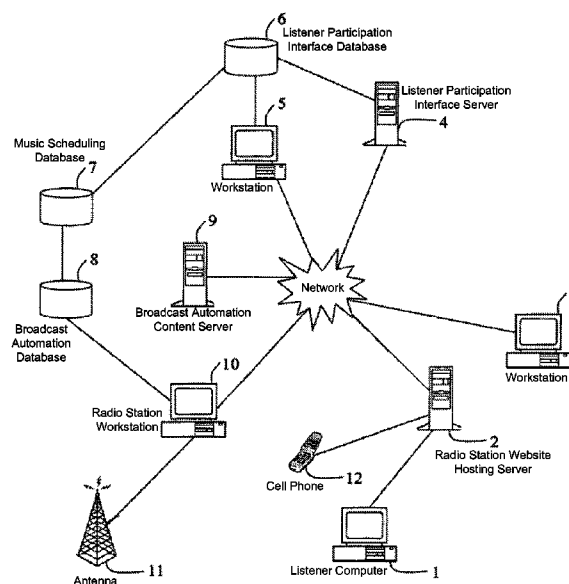 6
Listener Participation
Interface Database
5
Listener Participation
Interface Server
4
Music Scheduling
Database
7
Workstation
9
8
Network
Broadcast Automation
Content Server
Broadcast
Automation
Database
10
Workstation
Radio Station
Workstation
2
Radio Station Website
Hosting Server
12
Cell Phone
11
Antenna
1
Listener Computer